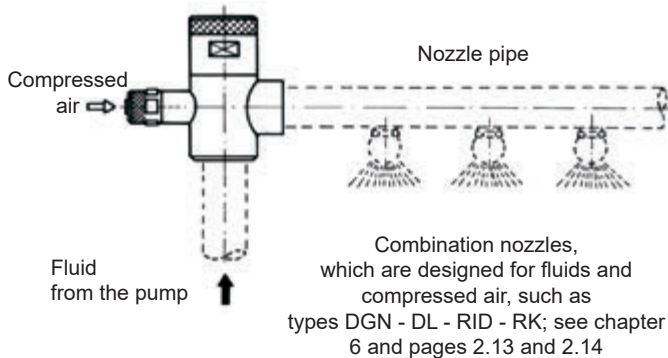 Nozzle pipe
Compressed
air
Fluid
from the pump
Combination nozzles,
which are designed for fluids and
compressed air, such as
types DGN - DL - RID - RK; see chapter
6 and pages 2.13 and 2.14